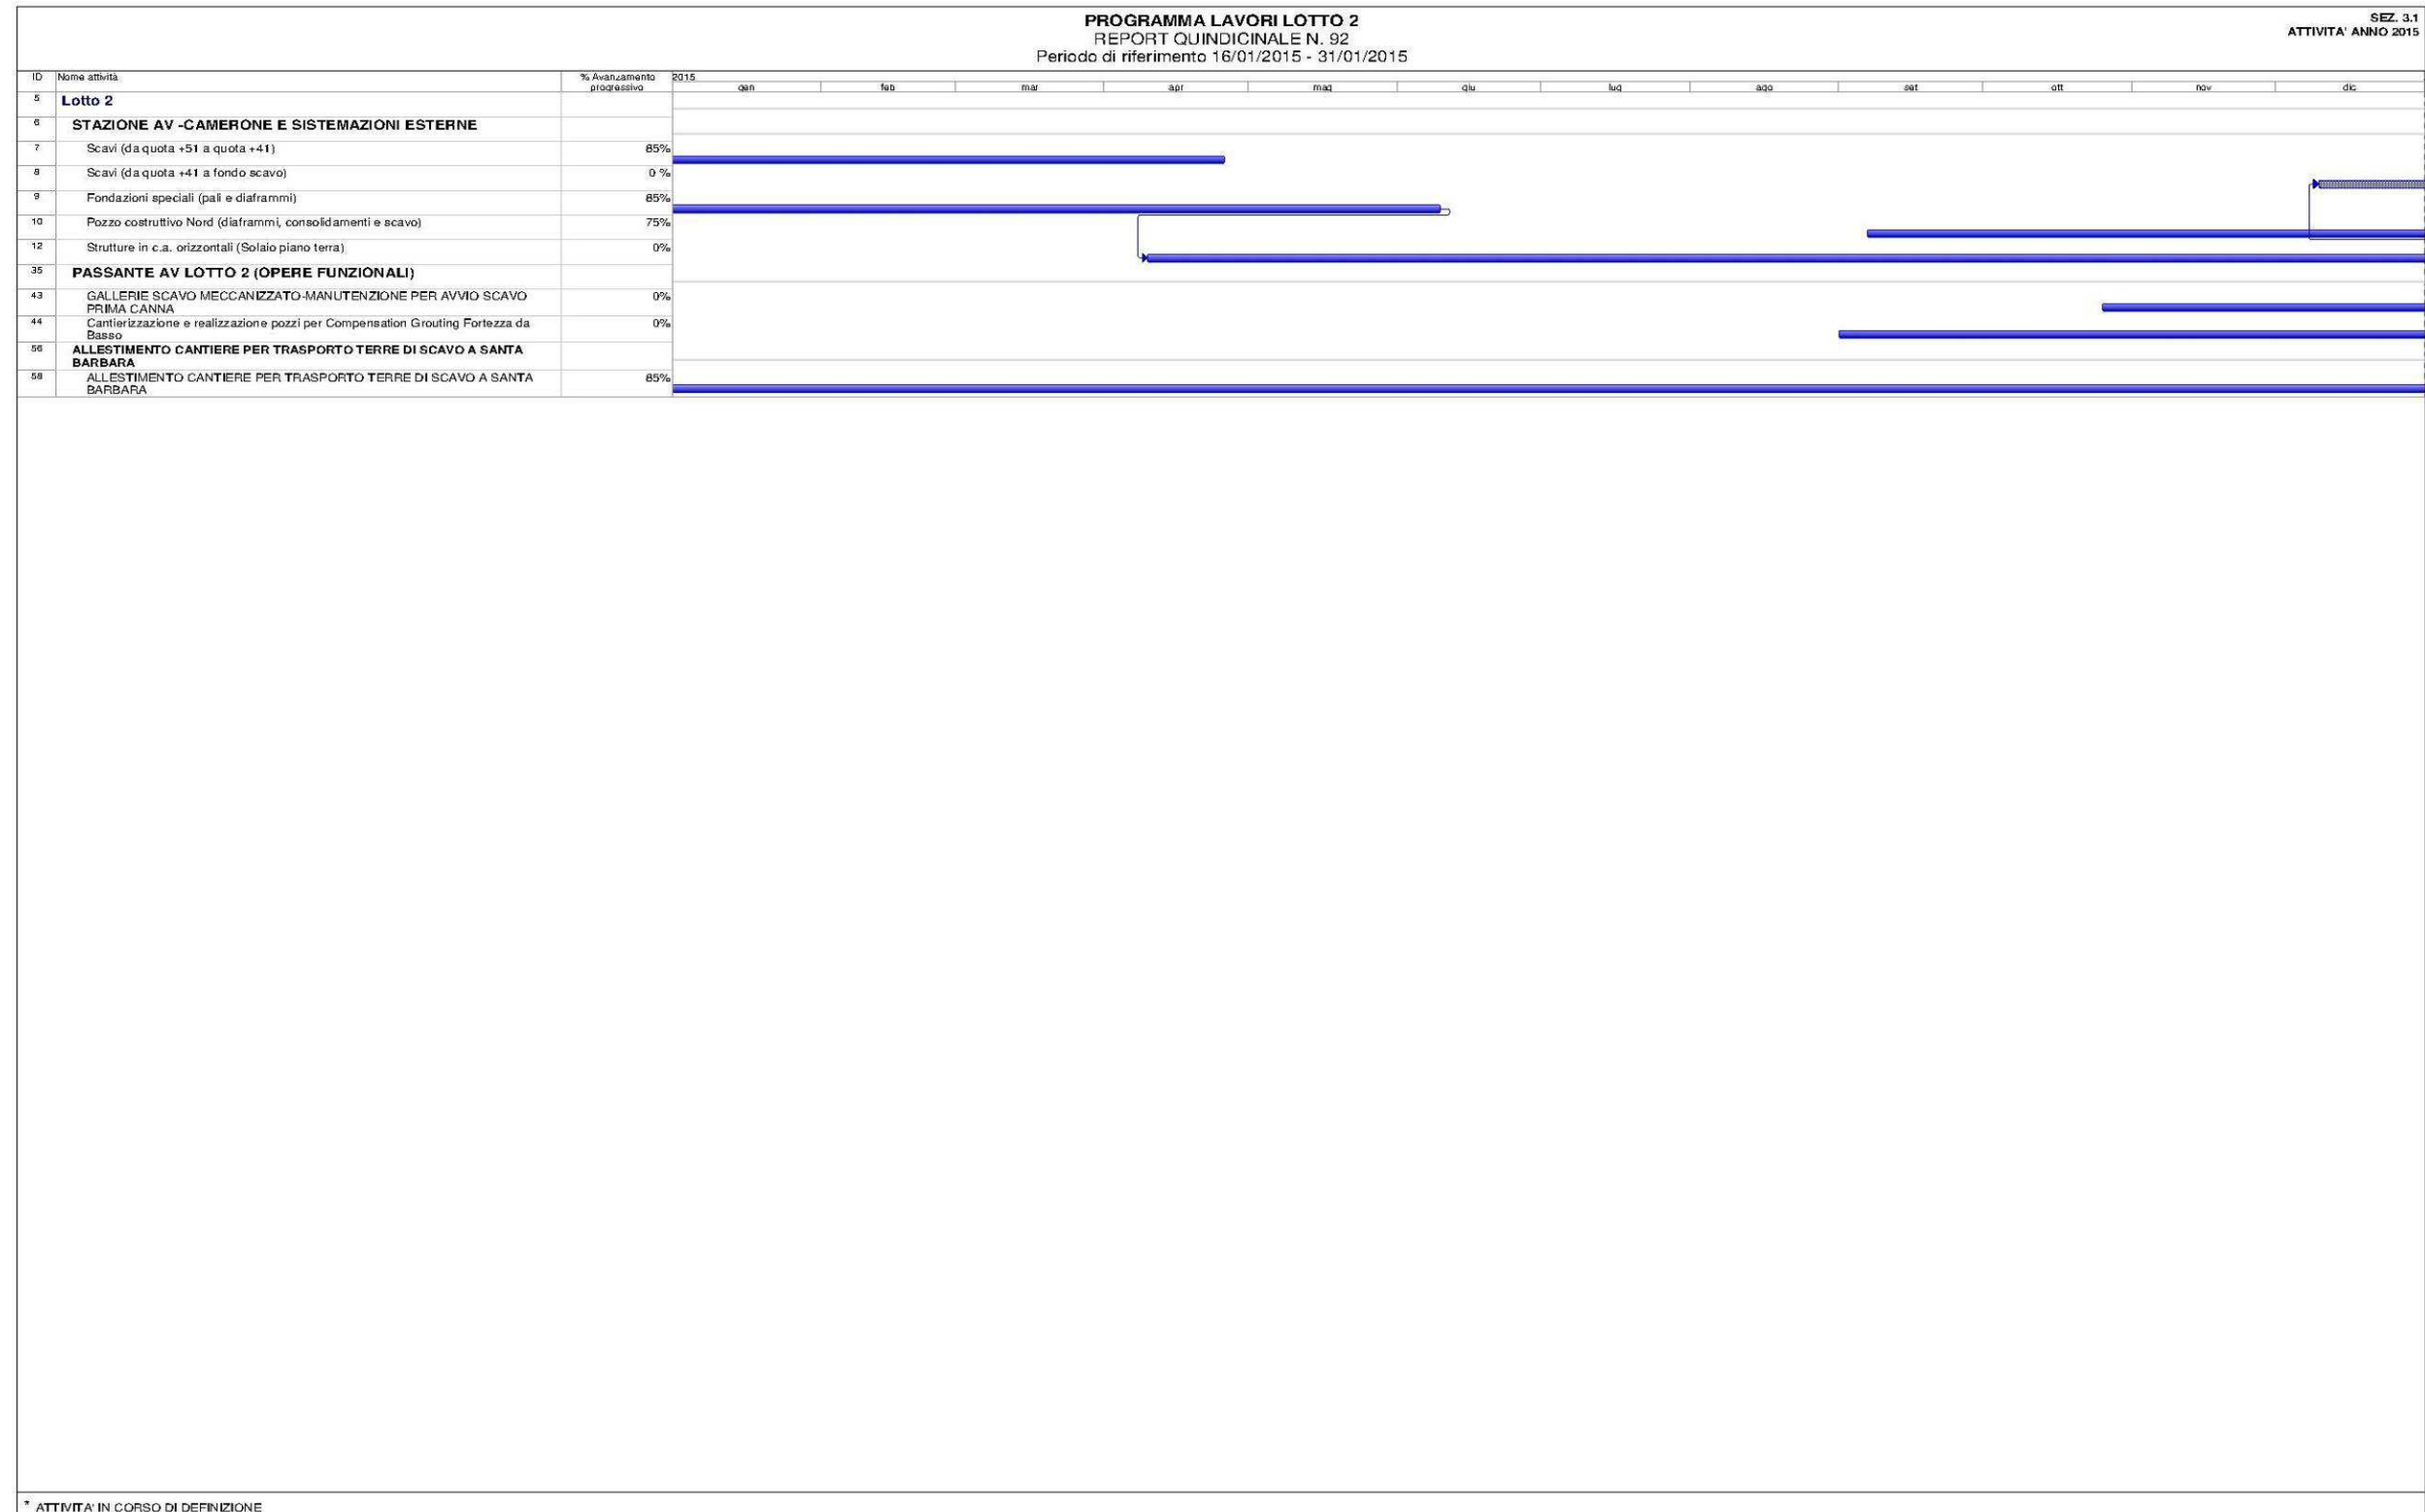 PROGRAMMA LAVORI LOTTO 2
REPORT QUINDICINALE N. 92
Periodo di riferimento 16/01/2015 - 31/01/2015
SEZ. 3.1
ATTIVITA' ANNO 2015
ID Nome attività % Avanzamento progressivo 2015
gen feb mar apr mag giu lug ago set ott nov dic
5 Lotto 2
6 STAZIONE AV -CAMERONE E SISTEMAZIONI ESTERNE
7 Scavi (da quota +51 a quota +41) 85%
8 Scavi (da quota +41 a fondo scavo) 0 %
9 Fondazioni speciali (pali e diaframmi) 85%
10 Pozzo costruttivo Nord (diaframmi, consolidamenti e scavo) 75%
12 Strutture in c.a. orizzontali (Solaio piano terra) 0%
35 PASSANTE AV LOTTO 2 (OPERE FUNZIONALI)
43 GALLERIE SCAVO MECCANIZZATO-MANUTENZIONE PER AVVIO SCAVO 0%
PRIMA CANNA
44 Cantierizzazione e realizzazione pozzi per Compensation Grouting Fortezza da 0%
Basso
56 ALLESTIMENTO CANTIERE PER TRASPORTO TERRE DI SCAVO A SANTA
BARBARA
58 ALLESTIMENTO CANTIERE PER TRASPORTO TERRE DI SCAVO A SANTA 85%
BARBARA
* ATTIVITA' IN CORSO DI DEFINIZIONE